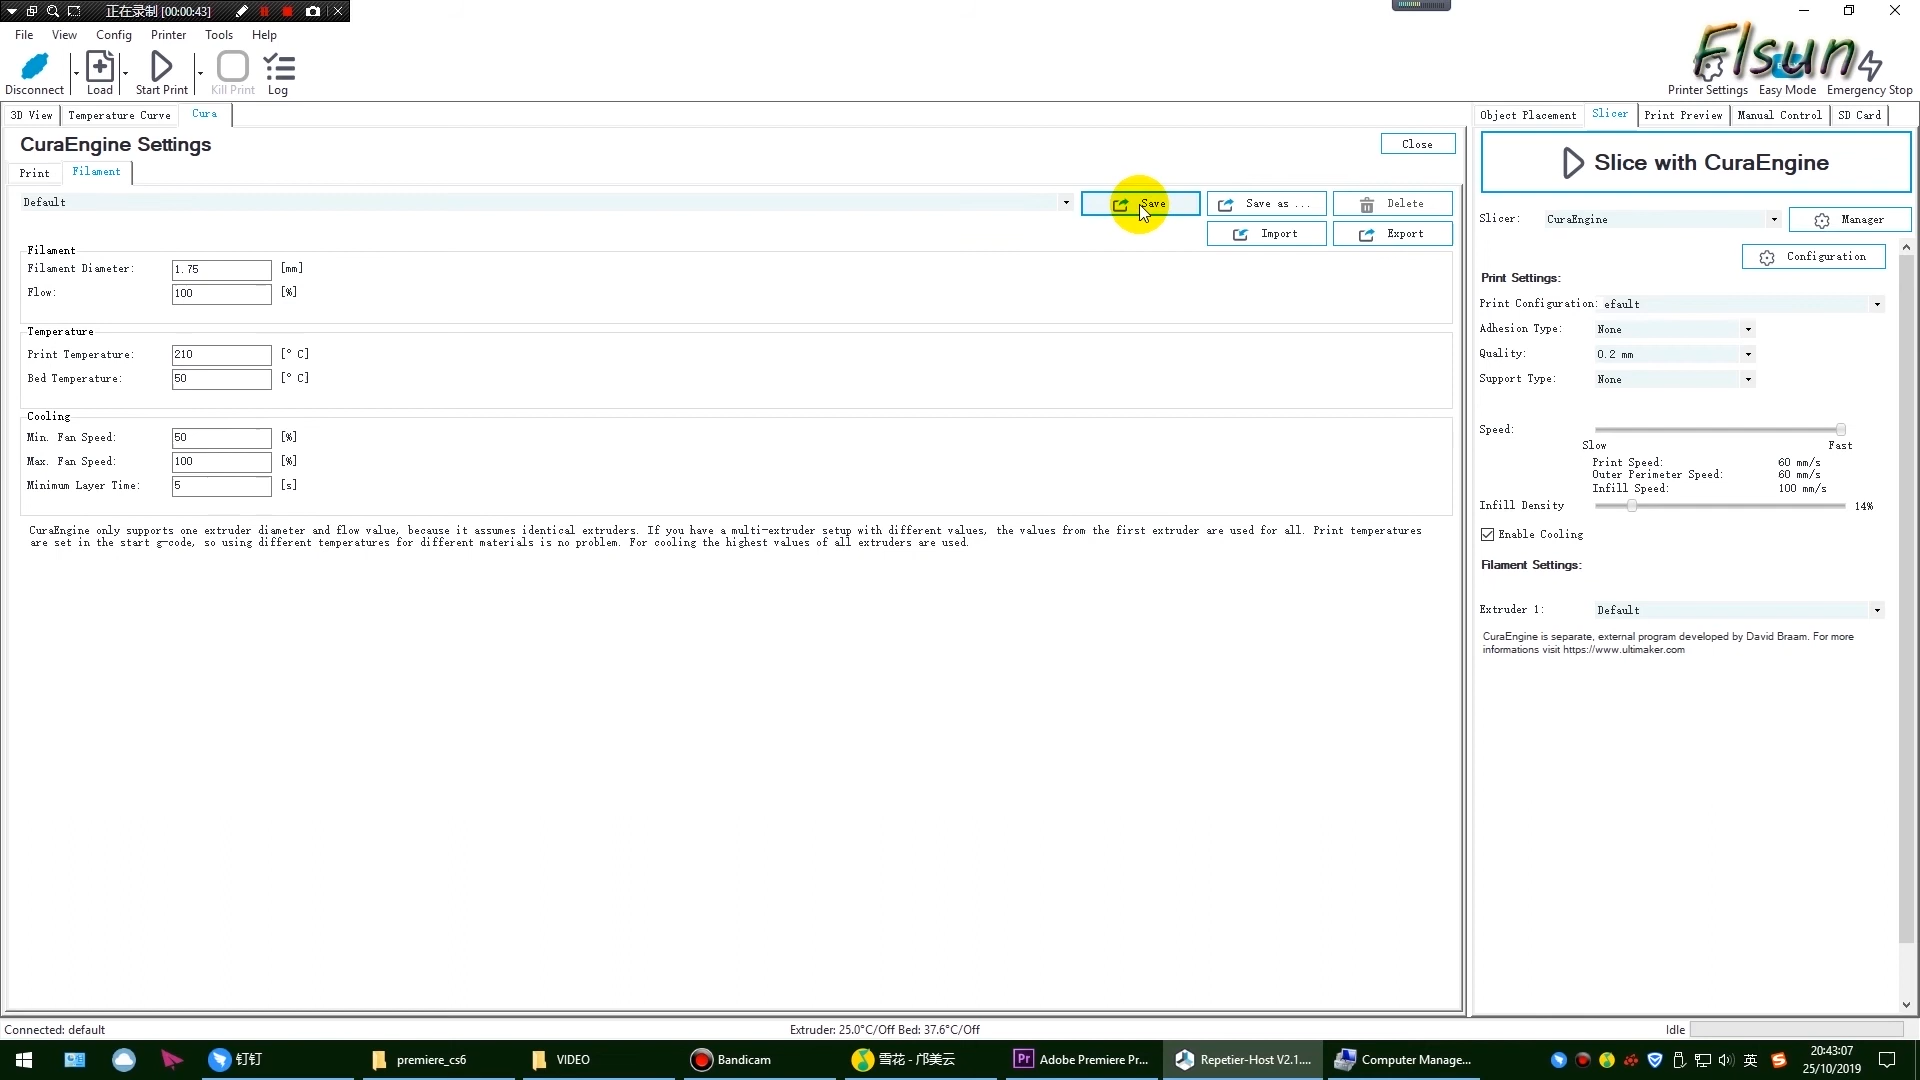 正在录制 [00:00:43]
File View Config Printer Tools Help
Elsun
Disconnect Load Start Print Kill Print Log
Printer Settings Easy Mode Emergency Stop
3D View Temperature Curve Cura
Object Placement Slicer Print Preview Manual Control SD Card
CuraEngine Settings
Close
Print Filament
Default
Save Save as ... Delete
Import Export
Filament
Filament Diameter: 1.75 [mm]
Flow: 100 [%]
Temperature
Print Temperature: 210 [° C]
Bed Temperature: 50 [° C]
Cooling
Min. Fan Speed: 50 [%]
Max. Fan Speed: 100 [%]
Minimum Layer Time: 5 [s]
CuraEngine only supports one extruder diameter and flow value, because it assumes identical extruders. If you have a multi-extruder setup with different values, the values from the first extruder are used for all. Print temperatures
are set in the start g-code, so using different temperatures for different materials is no problem. For cooling the highest values of all extruders are used.
Slice with CuraEngine
Slicer: CuraEngine Manager
Configuration
Print Settings:
Print Configuration: efault
Adhesion Type: None
Quality: 0.2 mm
Support Type: None
Speed:
Slow Fast
Print Speed: 60 mm/s
Outer Perimeter Speed: 60 mm/s
Infill Speed: 100 mm/s
Infill Density 14%
Enable Cooling
Filament Settings:
Extruder 1: Default
CuraEngine is separate, external program developed by David Braam. For more
informations visit https://www.ultimaker.com
Connected: default Extruder: 25.0°C/Off Bed: 37.6°C/Off Idle
钉钉 premiere_cs6 VIDEO Bandicam 雪花 - 邝美云 Pr Adobe Premiere Pr... Repetier-Host V2.1.... Computer Manage... 英 S
20:43:07
25/10/2019